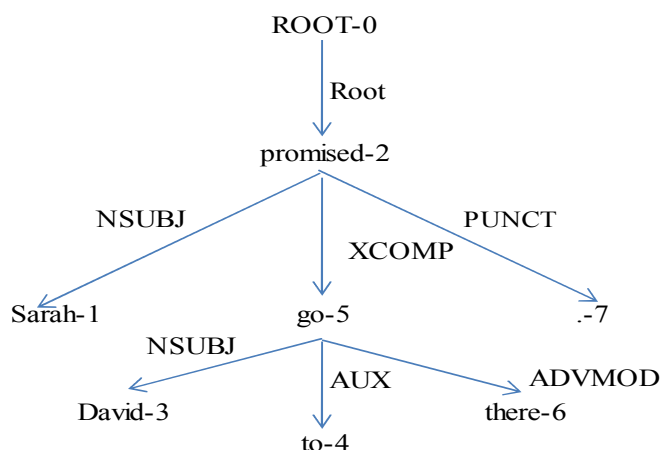 ROOT-0
Root
promised-2
NSUBJ
PUNCT
XCOMP
Sarah-1
go-5
.-7
NSUBJ
AUX
ADVMOD
David-3
there-6
to-4